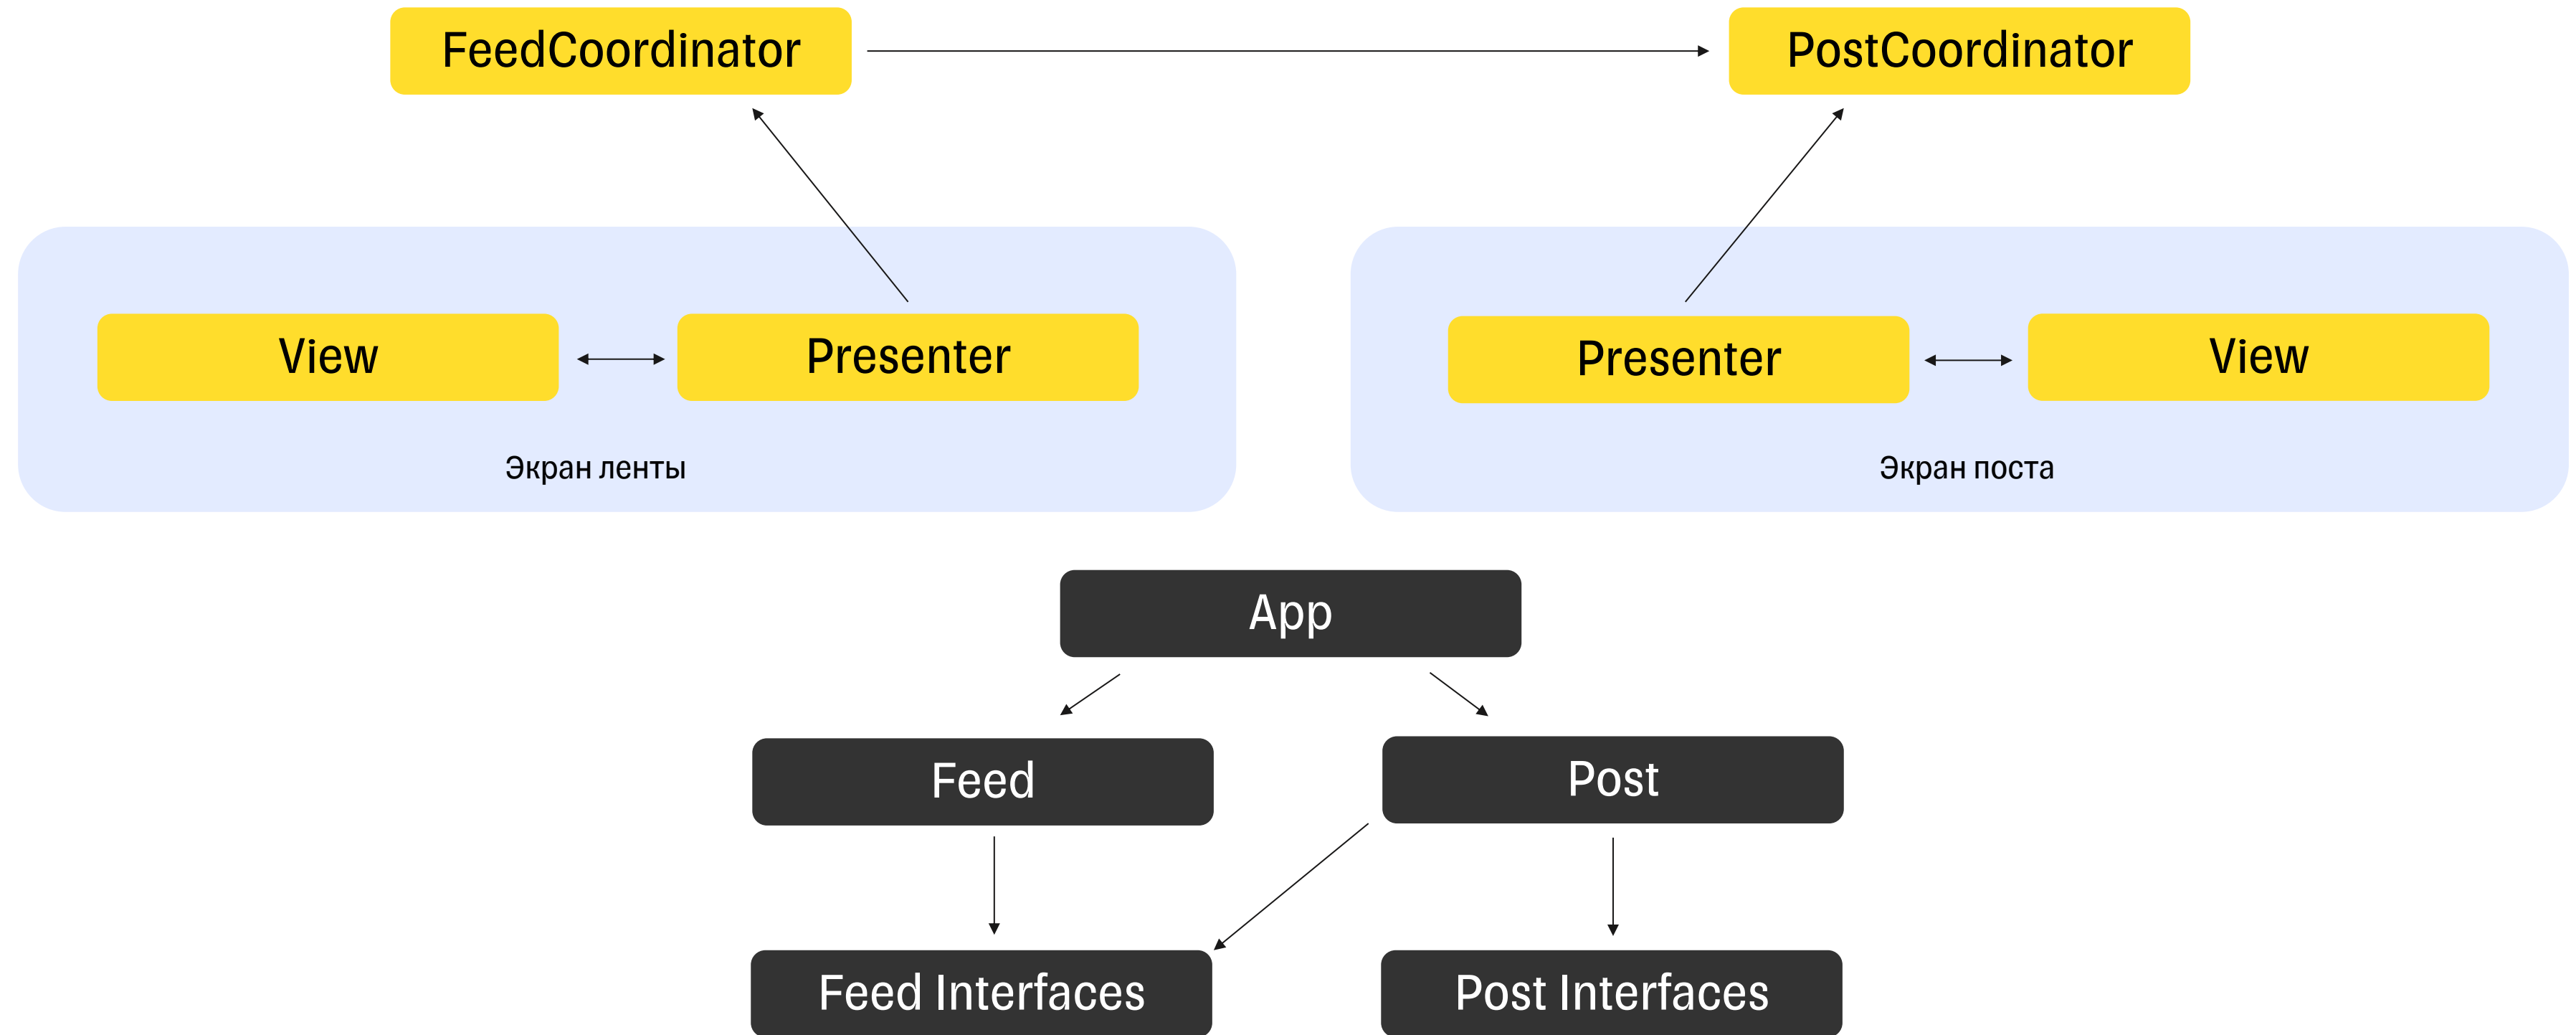 FeedCoordinator
PostCoordinator
View
Presenter
Presenter
View
Экран ленты
Экран поста
App
Feed
Post
Feed Interfaces
Post Interfaces